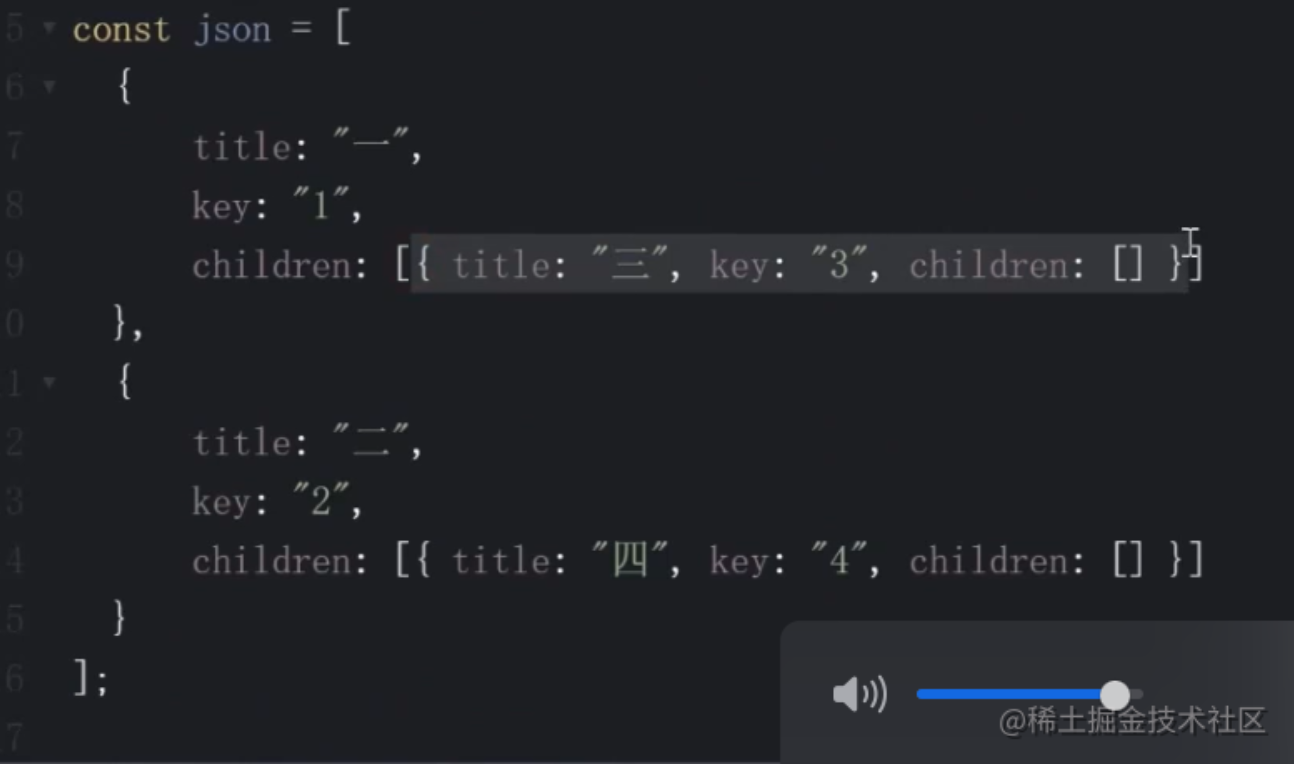 5 const json = [
6 {
7 title: "一",
8 key: "1",
9 children: [{ title: "三", key: "3", children: [] }]
0 },
1 {
2 title: "二",
3 key: "2",
4 children: [{ title: "四", key: "4", children: [] }]
5 }
6 ];
7
@稀土掘金技术社区